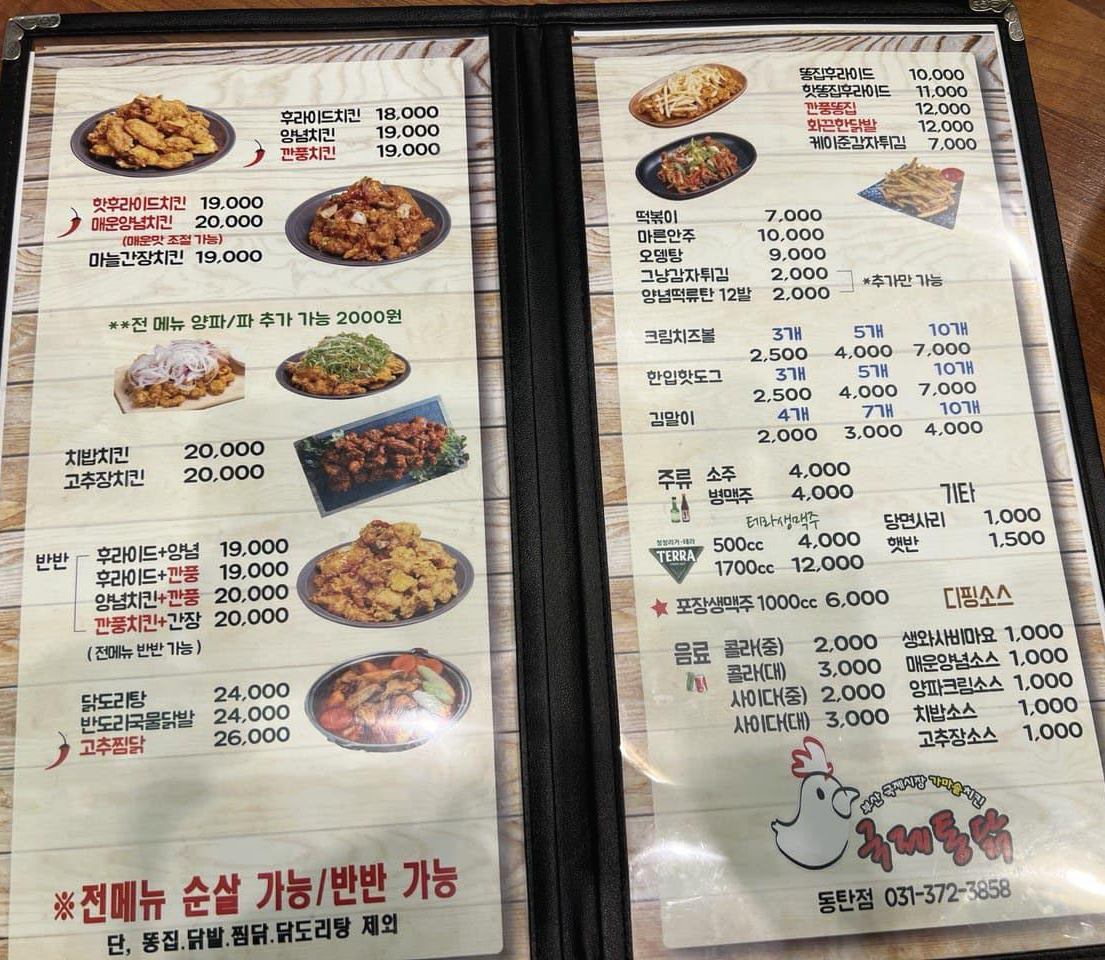 후라이드치킨 18,000
양념치킨 19,000
깐풍치킨 19,000
핫후라이드치킨 19,000
매운양념치킨 20,000
(매운맛 조절 가능)
마늘간장치킨 19,000
**전 메뉴 양파/파 추가 가능 2000원
치밥치킨 20,000
고추장치킨 20,000
반반
후라이드+양념 19,000
후라이드+깐풍 19,000
양념치킨+깐풍 20,000
깐풍치킨+간장 20,000
(전메뉴 반반 가능)
닭도리탕 24,000
반도리국물닭발 24,000
고추찜닭 26,000
※전메뉴 순살 가능/반반 가능
단, 똥집.닭발.찜닭.닭도리탕 제외
똥집후라이드 10,000
핫똥집후라이드 11,000
깐풍똥집 12,000
화끈한닭발 12,000
케이준감자튀김 7,000
떡볶이 7,000
마른안주 10,000
오뎅탕 9,000
그냥감자튀김 2,000
양념떡류탄 12발 2,000
*추가만 가능
크림치즈볼 3개 5개 10개
2,500 4,000 7,000
한입핫도그 3개 5개 10개
2,500 4,000 7,000
김말이 4개 7개 10개
2,000 3,000 4,000
주류 소주 4,000
병맥주 4,000
테라생맥주
청정라거-테라
TERRA
500cc 4,000
1700cc 12,000
포장생맥주 1000cc 6,000
음료 콜라(중) 2,000
콜라(대) 3,000
사이다(중) 2,000
사이다(대) 3,000
기타
당면사리 1,000
햇반 1,500
디핑소스
생와사비마요 1,000
매운양념소스 1,000
양파크림소스 1,000
치밥소스 1,000
고추장소스 1,000
부산 국제시장 가마솥치킨
국제통닭
동탄점 031-372-3858